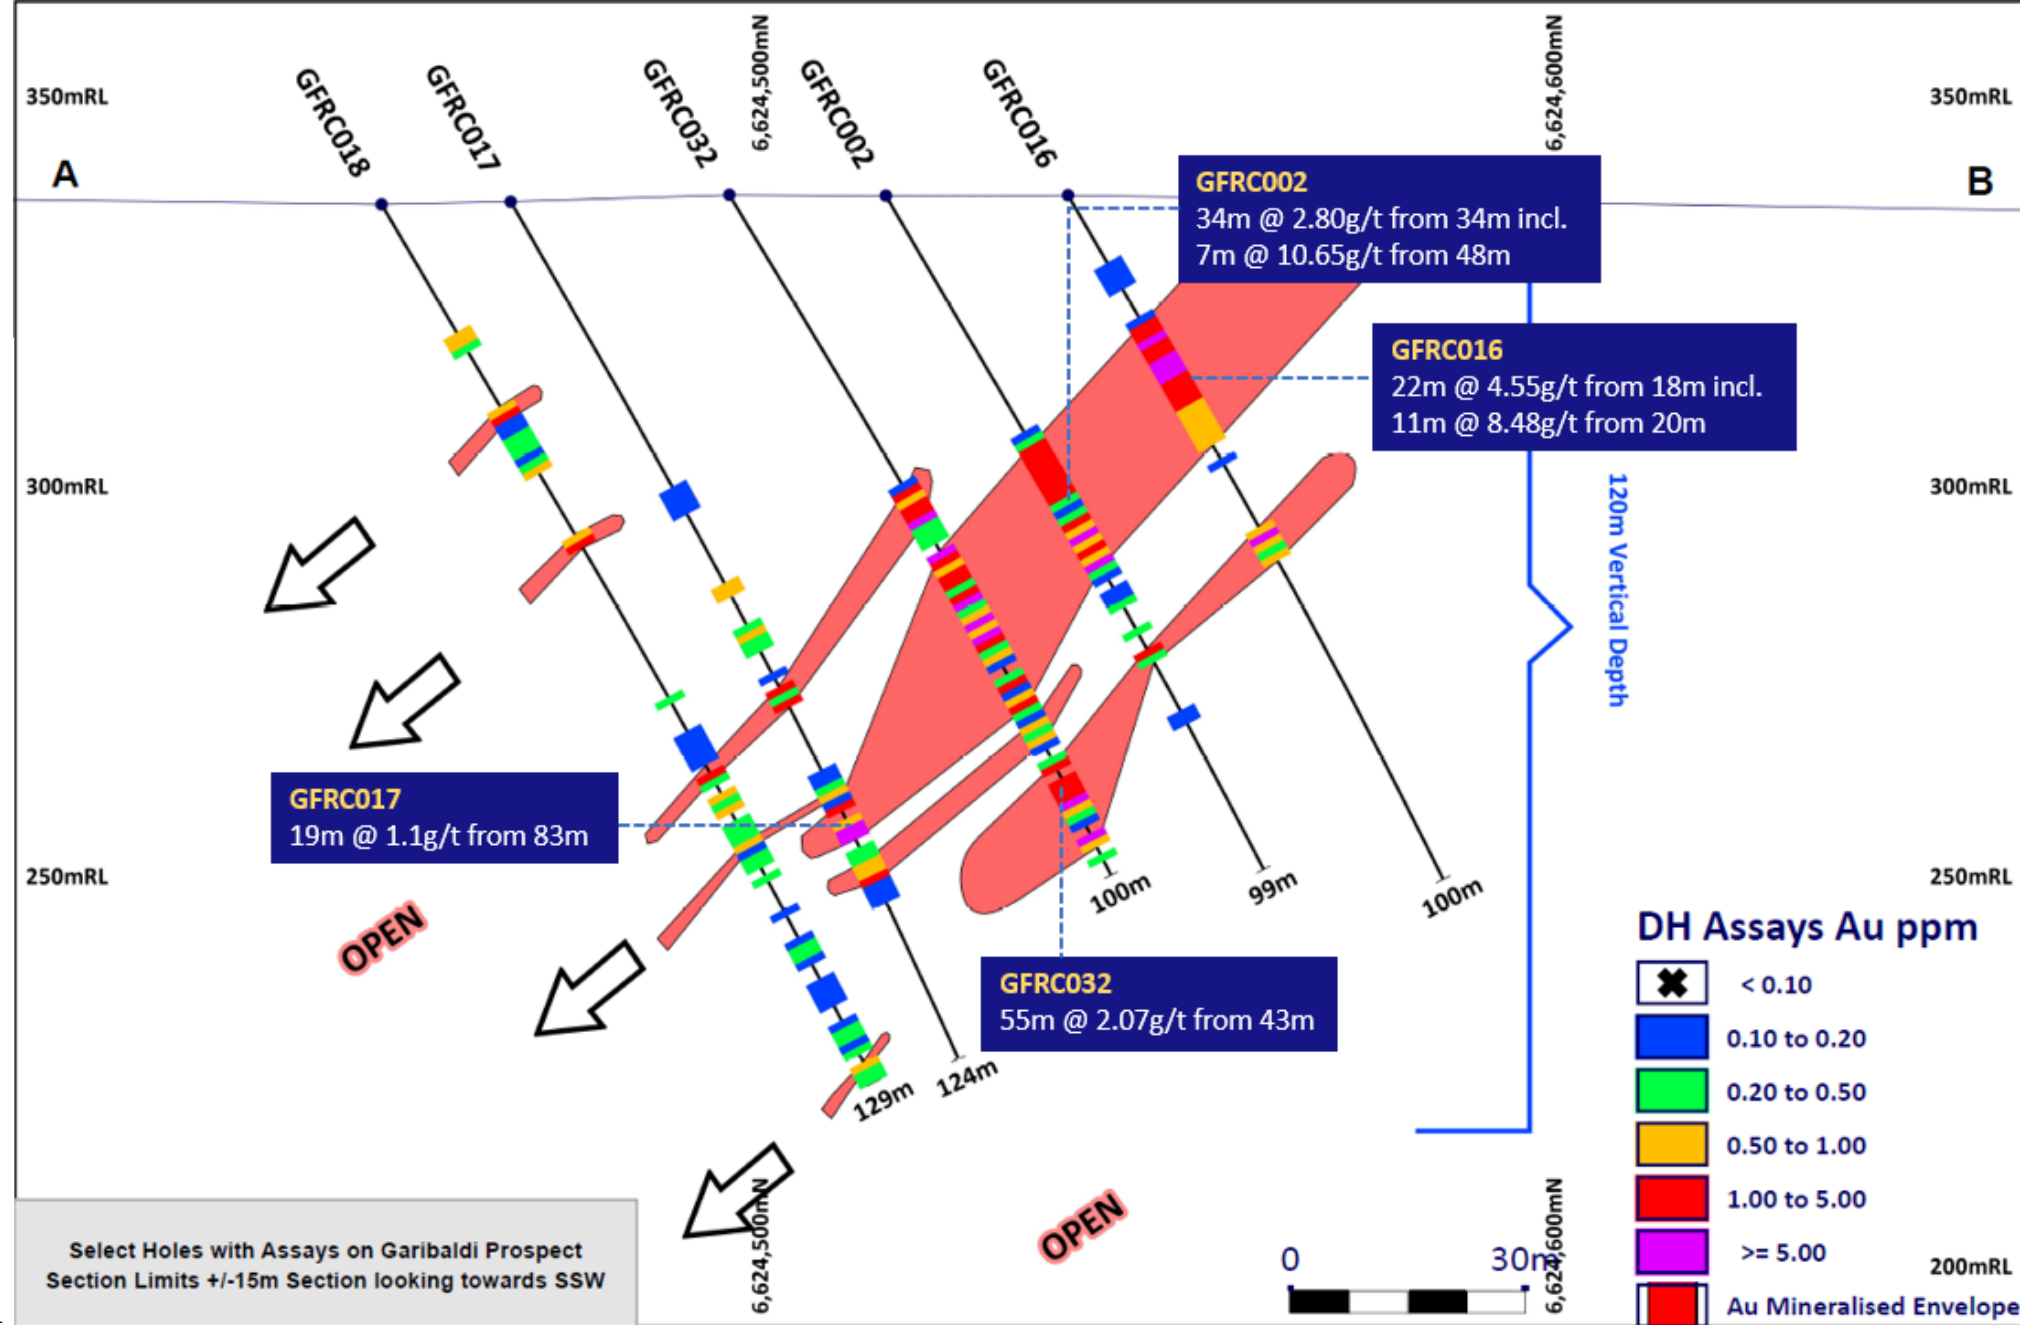 6,624,500mN
6,624,600mN
350mRL
350mRL
GFRC018
GFRC017
GFRC032
GFRC002
GFRC016
A
B
GFRC002
34m @ 2.80g/t from 34m incl.
7m @ 10.65g/t from 48m
GFRC016
22m @ 4.55g/t from 18m incl.
11m @ 8.48g/t from 20m
300mRL
300mRL
120m Vertical Depth
GFRC017
19m @ 1.1g/t from 83m
250mRL
250mRL
100m
99m
100m
OPEN
GFRC032
55m @ 2.07g/t from 43m
129m
124m
DH Assays Au ppm
< 0.10
0.10 to 0.20
0.20 to 0.50
0.50 to 1.00
1.00 to 5.00
>= 5.00
Au Mineralised Envelope
OPEN
6,624,500mN
6,624,600mN
0
30m
200mRL
Select Holes with Assays on Garibaldi Prospect
Section Limits +/-15m Section looking towards SSW